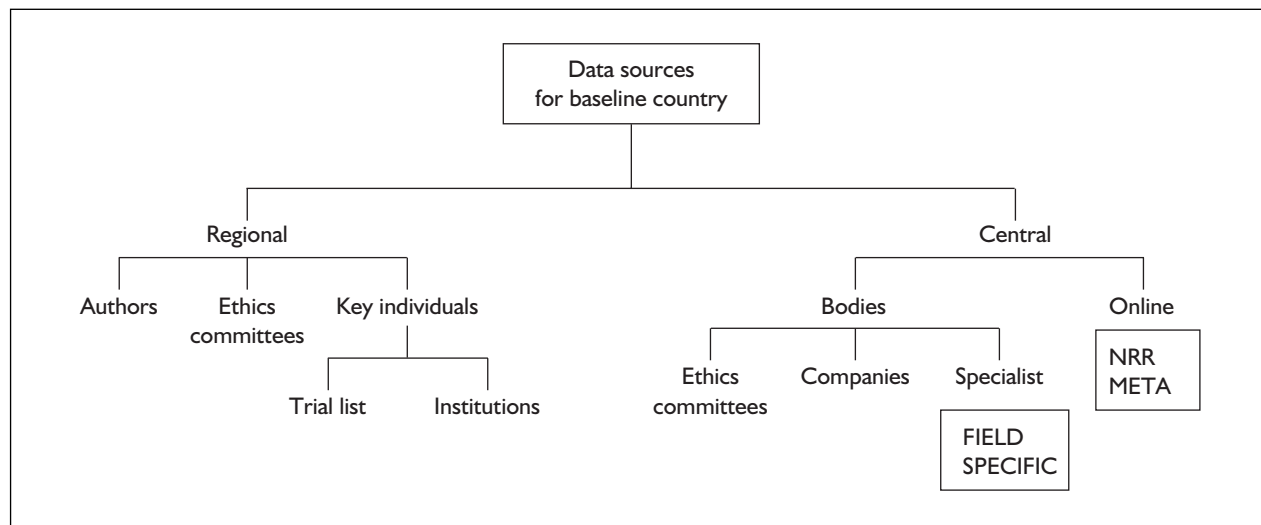 Data sources
for baseline country
Regional
Central
Authors
Ethics
committees
Key individuals
Bodies
Online
Trial list
Institutions
Ethics
committees
Companies
Specialist
NRR
META
FIELD
SPECIFIC